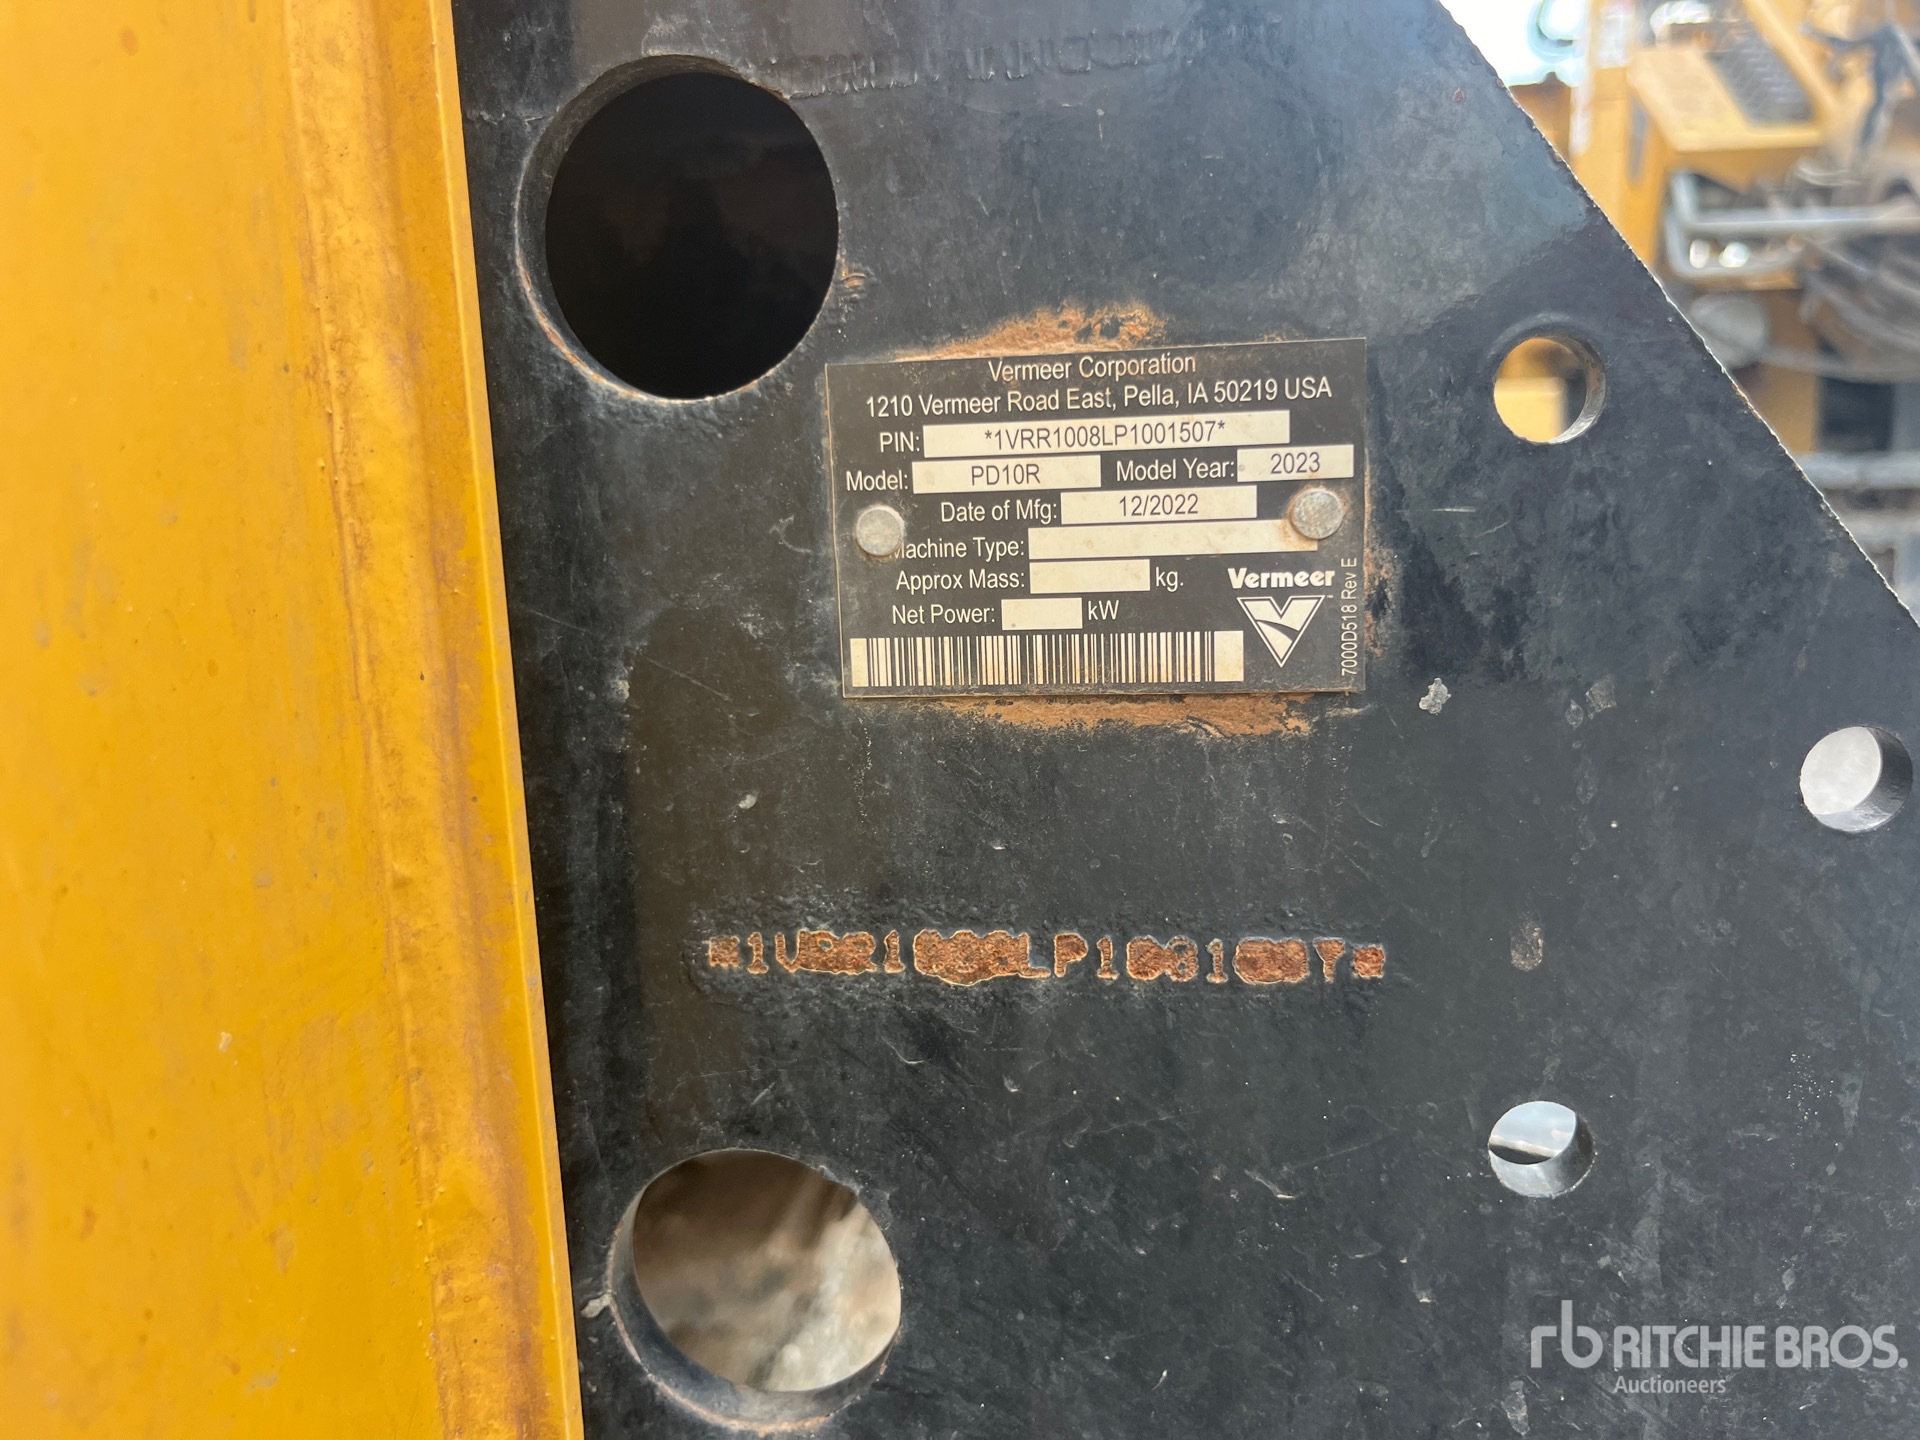 Vermeer Corporation
1210 Vermeer Road East, Pella, IA 50219 USA
PIN: *1VRR1008LP1001507*
Model: PD10R Model Year: 2023
Date of Mfg: 12/2022
Machine Type:
Approx Mass: kg.
Net Power: kW
Vermeer
7000D518 Rev E
rb RITCHIE BROS.
Auctioneers